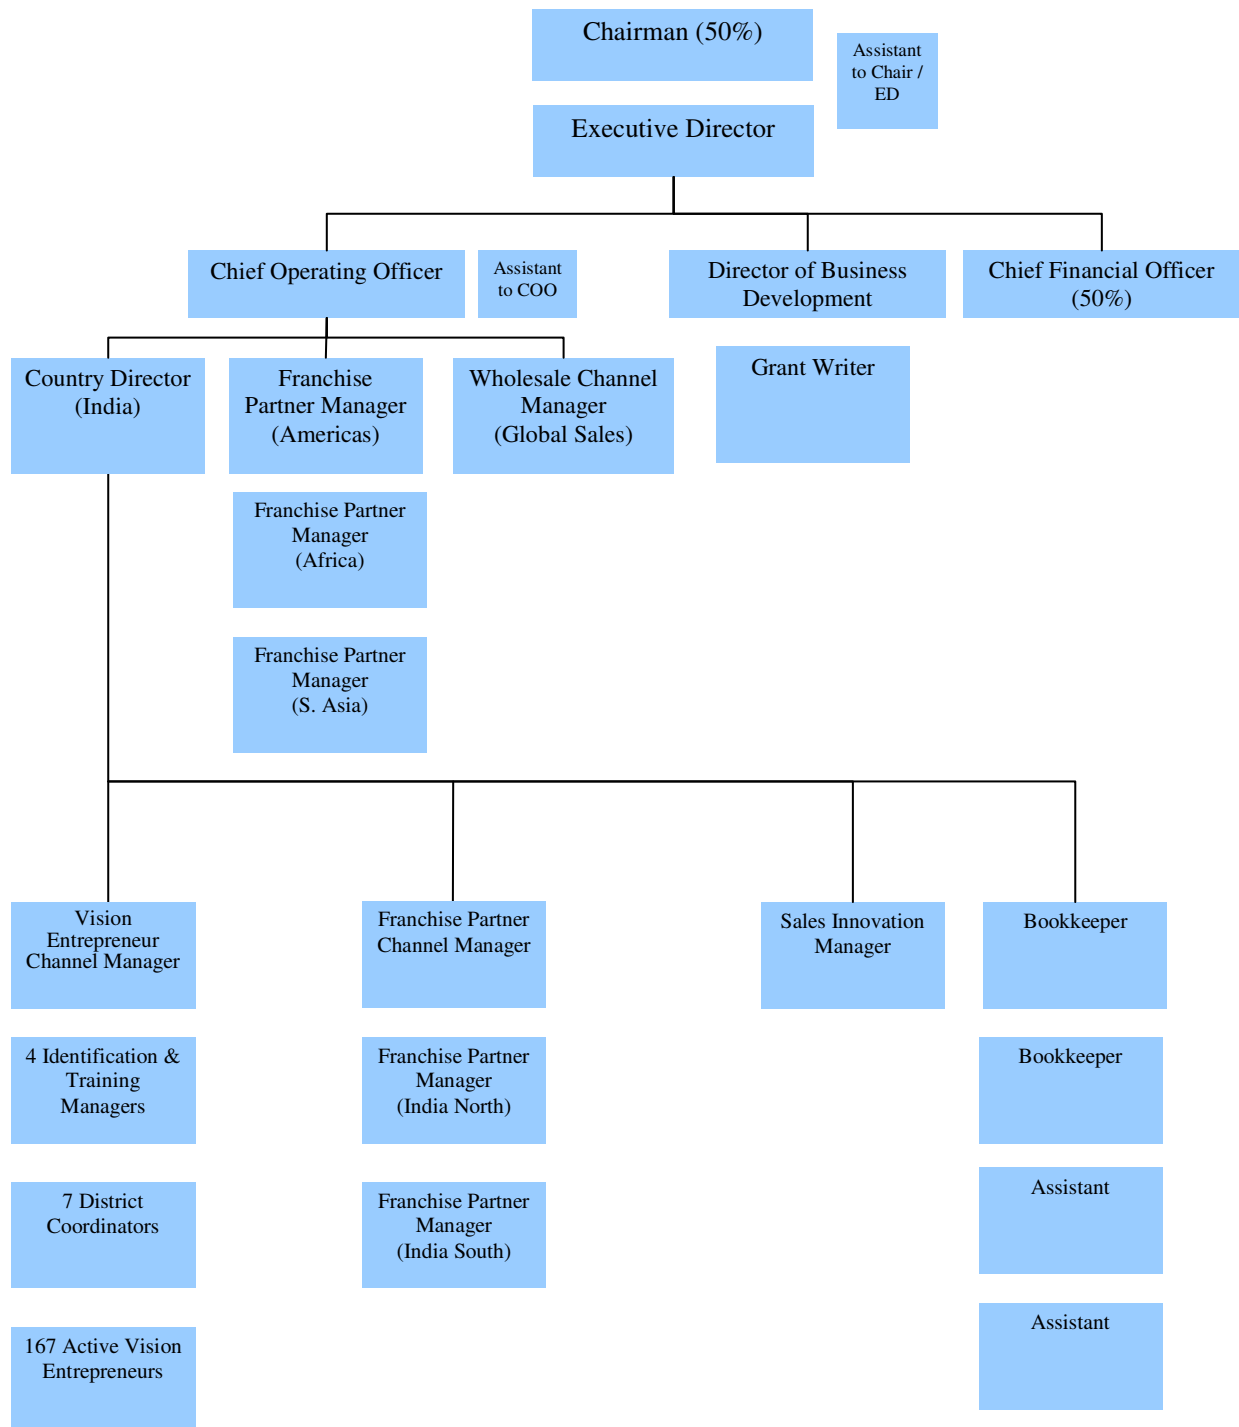 Chairman (50%)
Assistant
to Chair /
ED
Executive Director
Chief Operating Officer
Assistant
to COO
Director of Business
Development
Chief Financial Officer
(50%)
Country Director
(India)
Franchise
Partner Manager
(Americas)
Wholesale Channel
Manager
(Global Sales)
Grant Writer
Franchise Partner
Manager
(Africa)
Franchise Partner
Manager
(S. Asia)
Vision
Entrepreneur
Channel Manager
Franchise Partner
Channel Manager
Sales Innovation
Manager
Bookkeeper
4 Identification &
Training
Managers
Franchise Partner
Manager
(India North)
Bookkeeper
7 District
Coordinators
Franchise Partner
Manager
(India South)
Assistant
167 Active Vision
Entrepreneurs
Assistant